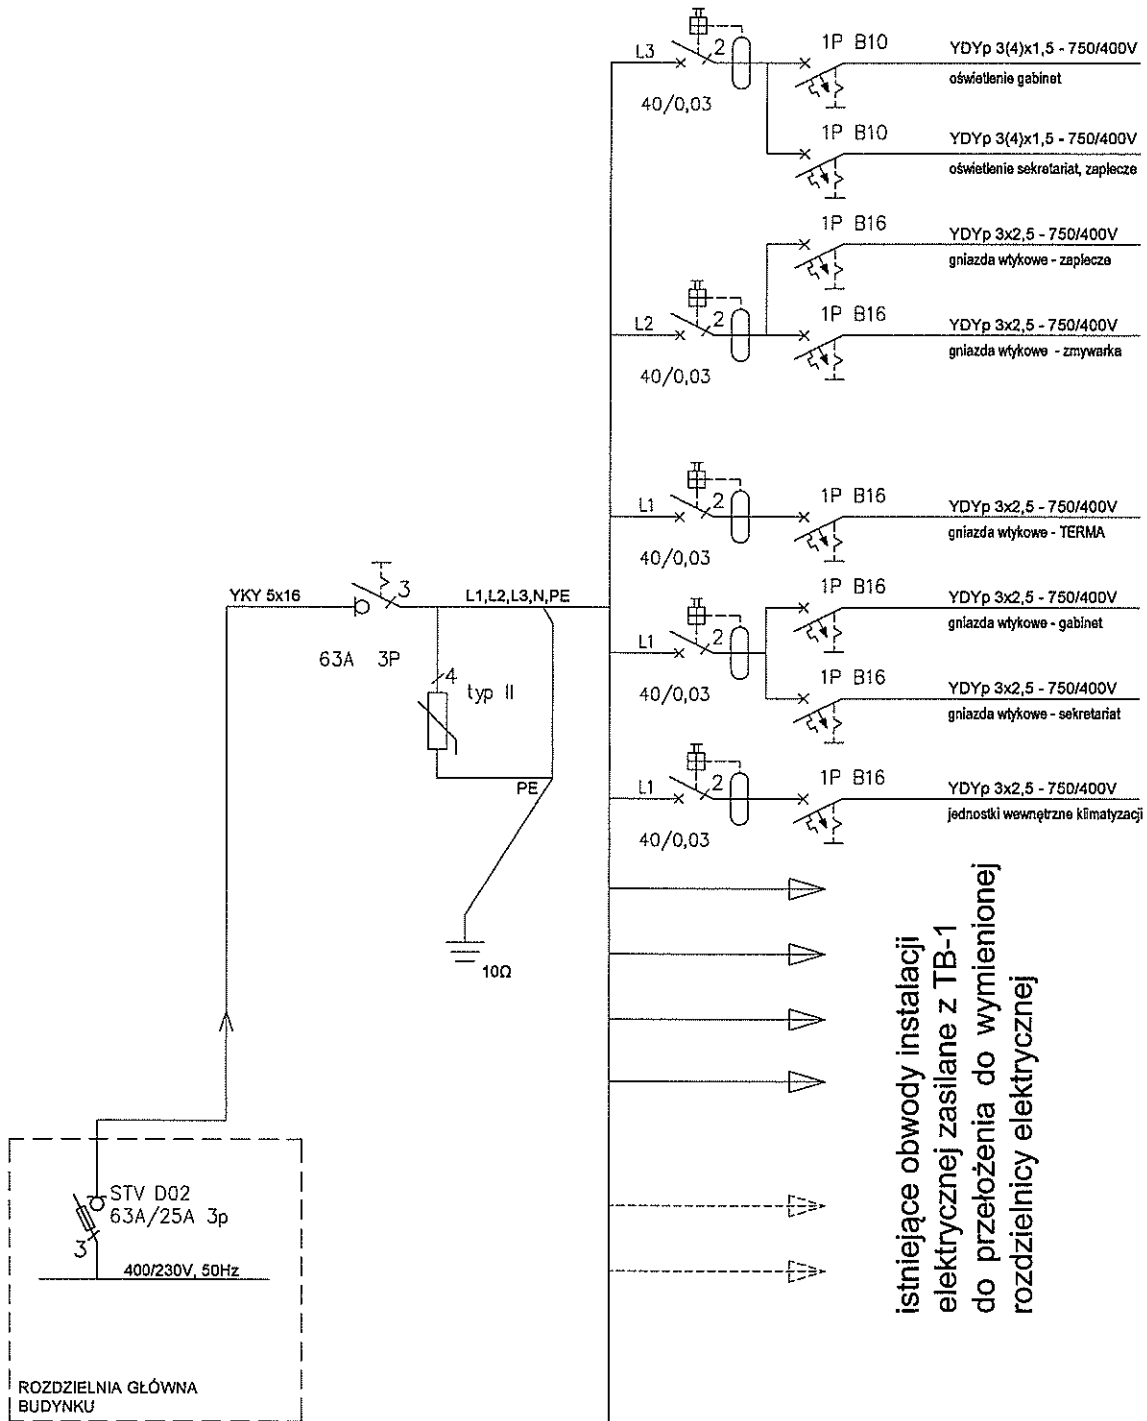 L3
2
40/0,03
1P B10
YDYp 3(4)x1,5 - 750/400V
oświetlenie gabinet
1P B10
YDYp 3(4)x1,5 - 750/400V
oświetlenie sekretariat, zaplecze
1P B16
YDYp 3x2,5 - 750/400V
gniazda wtykowe - zaplecze
L2
2
40/0,03
1P B16
YDYp 3x2,5 - 750/400V
gniazda wtykowe - zmywarka
L1
2
40/0,03
1P B16
YDYp 3x2,5 - 750/400V
gniazda wtykowe - TERMA
YKY 5x16
3
63A 3P
L1,L2,L3,N,PE
4
typ II
PE
10Ω
L1
2
40/0,03
1P B16
YDYp 3x2,5 - 750/400V
gniazda wtykowe - gabinet
1P B16
YDYp 3x2,5 - 750/400V
gniazda wtykowe - sekretariat
L1
2
40/0,03
1P B16
YDYp 3x2,5 - 750/400V
jednostki wewnętrzne klimatyzacji
istniejące obwody instalacji
elektrycznej zasilane z TB-1
do przełożenia do wymienionej
rozdzielnicy elektrycznej
STV D02
63A/25A 3p
3
400/230V, 50Hz
ROZDZIELNIA GŁÓWNA
BUDYNKU